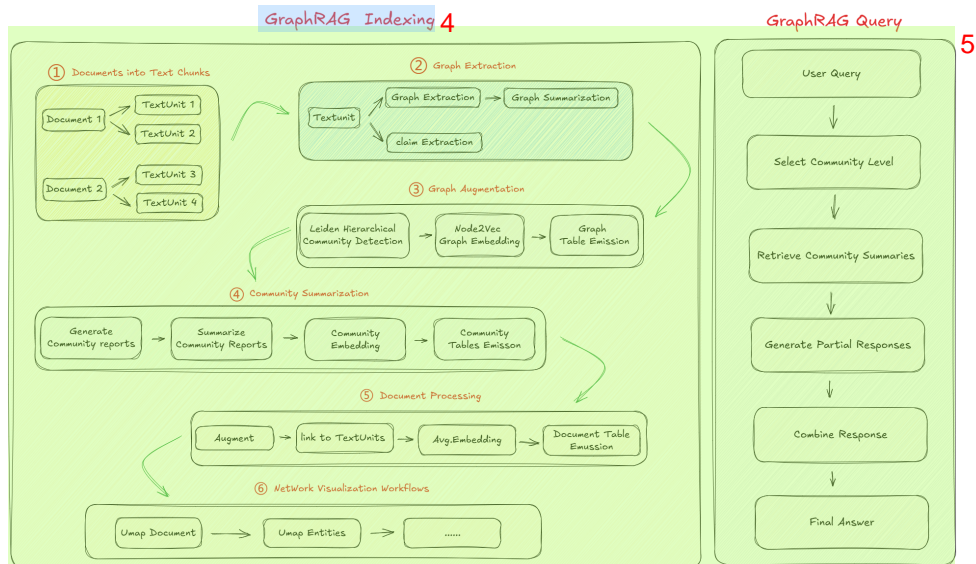 GraphRAG Indexing 4
① Documents into Text Chunks
Document 1
TextUnit 1
TextUnit 2
Document 2
TextUnit 3
TextUnit 4
② Graph Extraction
Textunit
Graph Extraction
Graph Summarization
claim Extraction
③ Graph Augmentation
Leiden Hierarchical
Community Detection
Node2Vec
Graph Embedding
Graph
Table Emission
④ Community Summarization
Generate
Community reports
Summarize
Community Reports
Community
Embedding
Community
Tables Emisson
⑤ Document Processing
Augment
link to TextUnits
Avg.Embedding
Document Table
Emussion
⑥ NetWork Visualization Workflows
Umap Document
Umap Entities
......
GraphRAG Query
5
User Query
Select Community Level
Retrieve Community Summaries
Generate Partial Responses
Combine Response
Final Answer